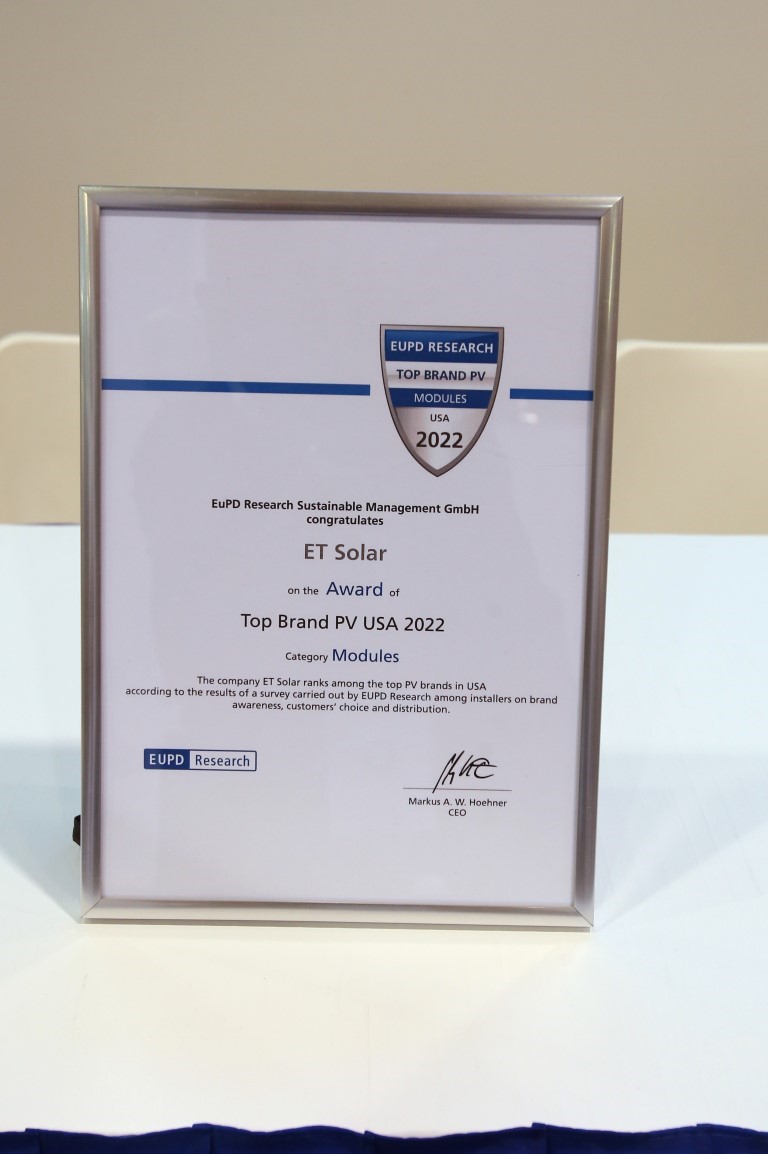 EUPD RESEARCH
TOP BRAND PV
MODULES
USA
2022
EuPD Research Sustainable Management GmbH
congratulates
ET Solar
on the Award of
Top Brand PV USA 2022
Category Modules
The company ET Solar ranks among the top PV brands in USA
according to the results of a survey carried out by EUPD Research among installers on brand
awareness, customers' choice and distribution.
EUPD Research
Markus A. W. Hoehner
CEO